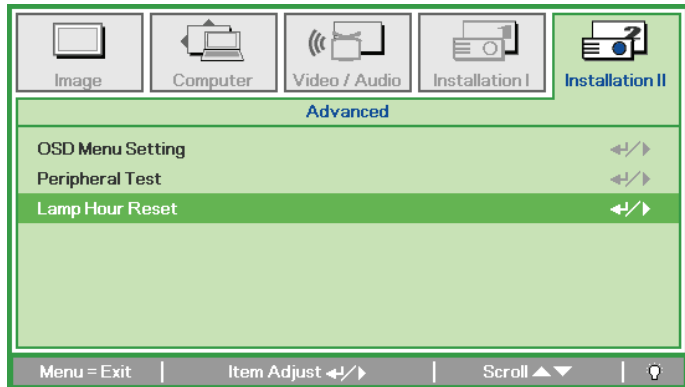 Image
Computer
Video / Audio
Installation I
Installation II
Advanced
OSD Menu Setting
Peripheral Test
Lamp Hour Reset
Menu = Exit | Item Adjust ↵/▶ | Scroll ▲▼